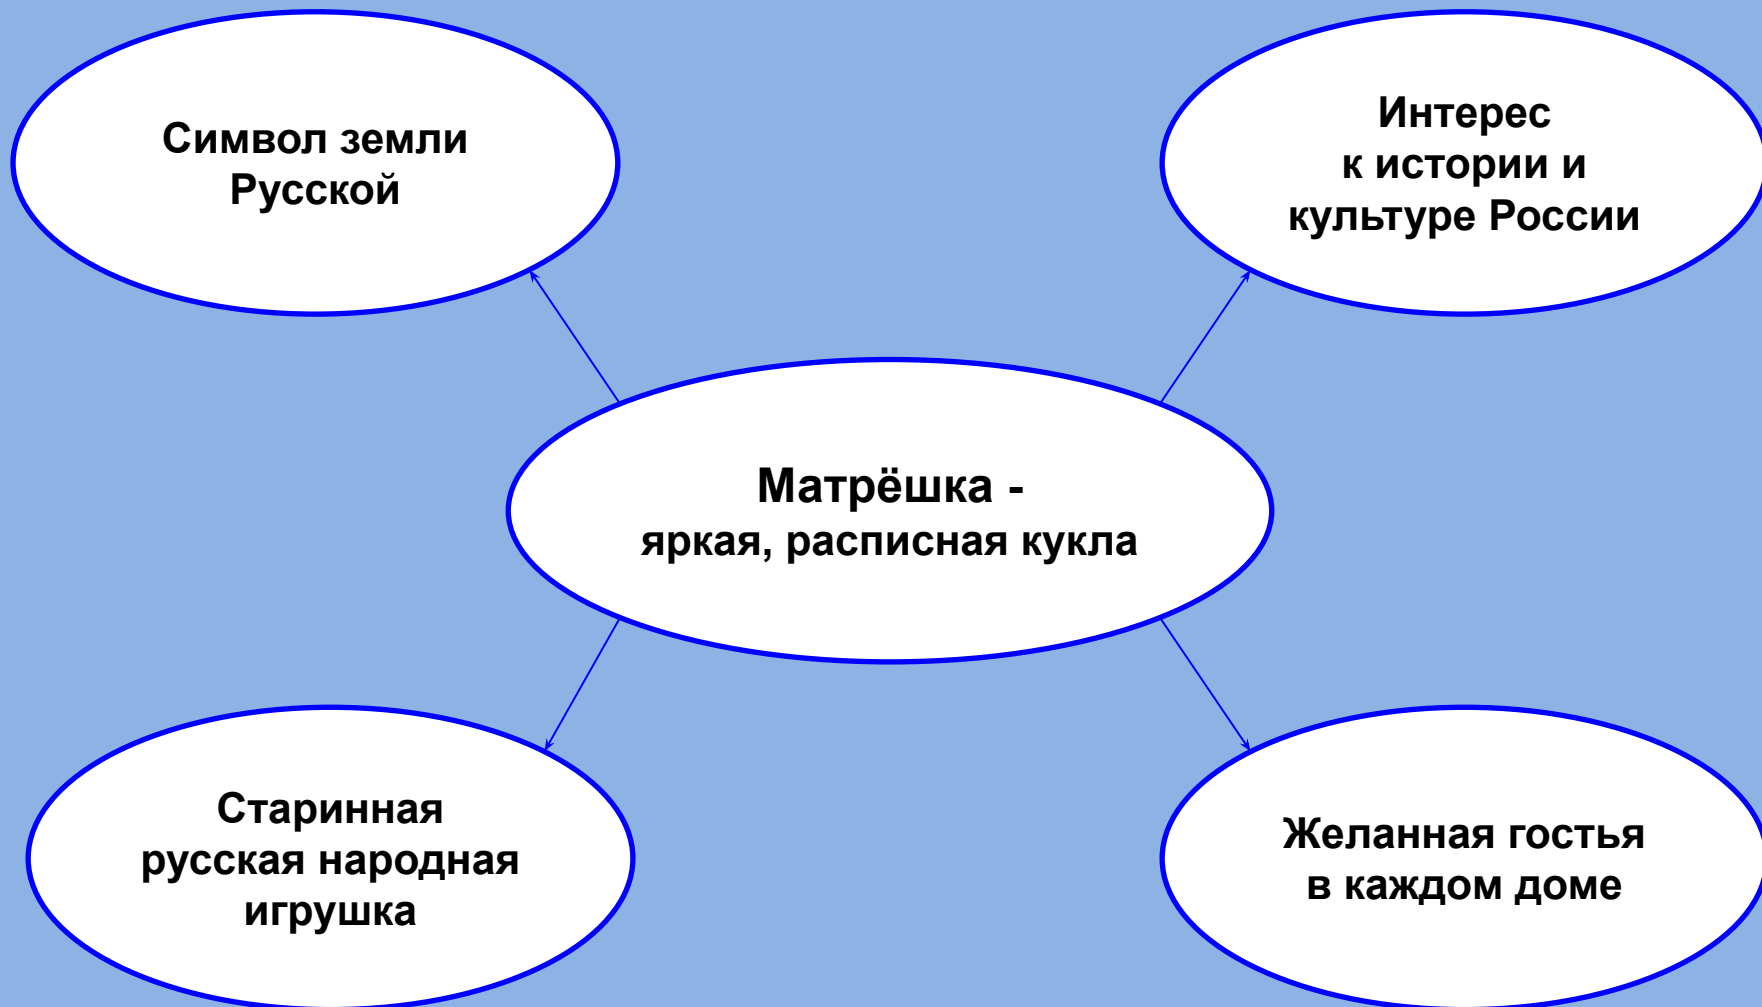 Символ земли
Русской
Интерес
к истории и
культуре России
Матрёшка -
яркая, расписная кукла
Старинная
русская народная
игрушка
Желанная гостья
в каждом доме